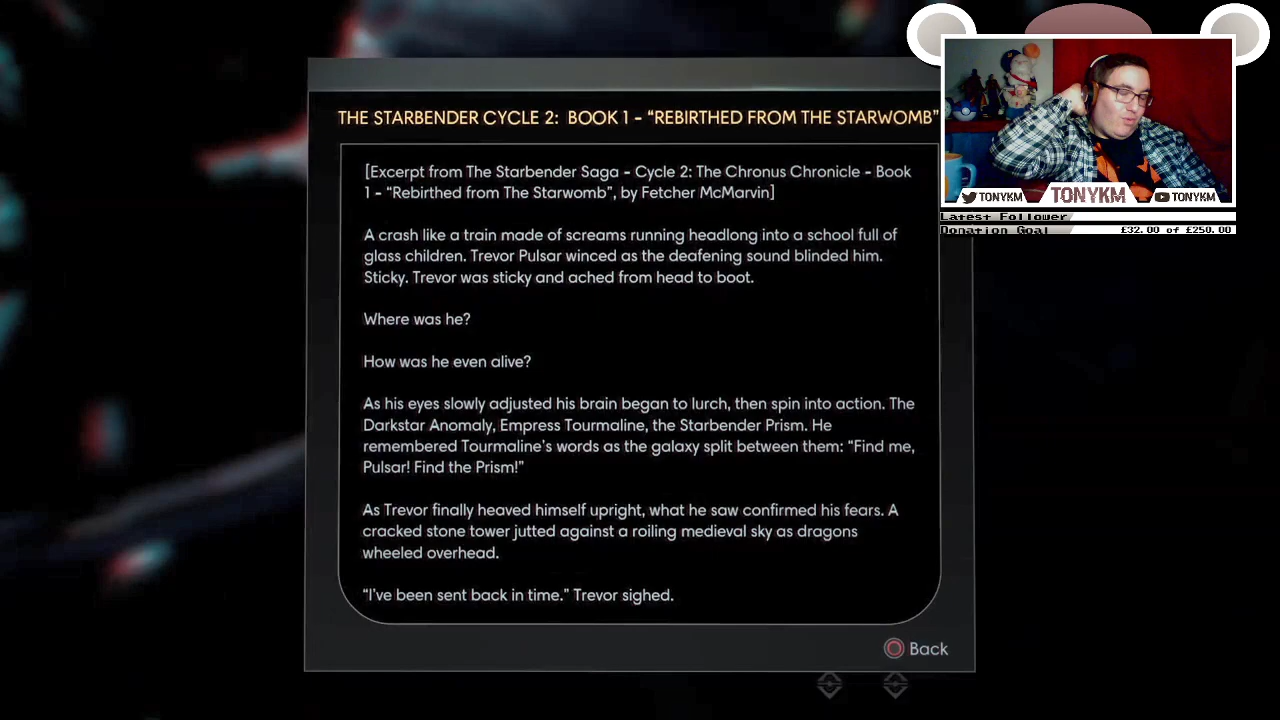 THE STARBENDER CYCLE 2: BOOK 1 - “REBIRTHED FROM THE STARWOMB”
[Excerpt from The Starbender Saga - Cycle 2: The Chronus Chronicle - Book
1 - “Rebirthed from The Starwomb”, by Fetcher McMarvin]
A crash like a train made of screams running headlong into a school full of
glass children. Trevor Pulsar winced as the deafening sound blinded him.
Sticky. Trevor was sticky and ached from head to boot.
Where was he?
How was he even alive?
As his eyes slowly adjusted his brain began to lurch, then spin into action. The
Darkstar Anomaly, Empress Tourmaline, the Starbender Prism. He
remembered Tourmaline’s words as the galaxy split between them: “Find me,
Pulsar! Find the Prism!”
As Trevor finally heaved himself upright, what he saw confirmed his fears. A
cracked stone tower jutted against a roiling medieval sky as dragons
wheeled overhead.
“I’ve been sent back in time.” Trevor sighed.
Back
TONYKM TONYKM TONYKM
Latest Follower
Donation Goal £32.00 of £250.00